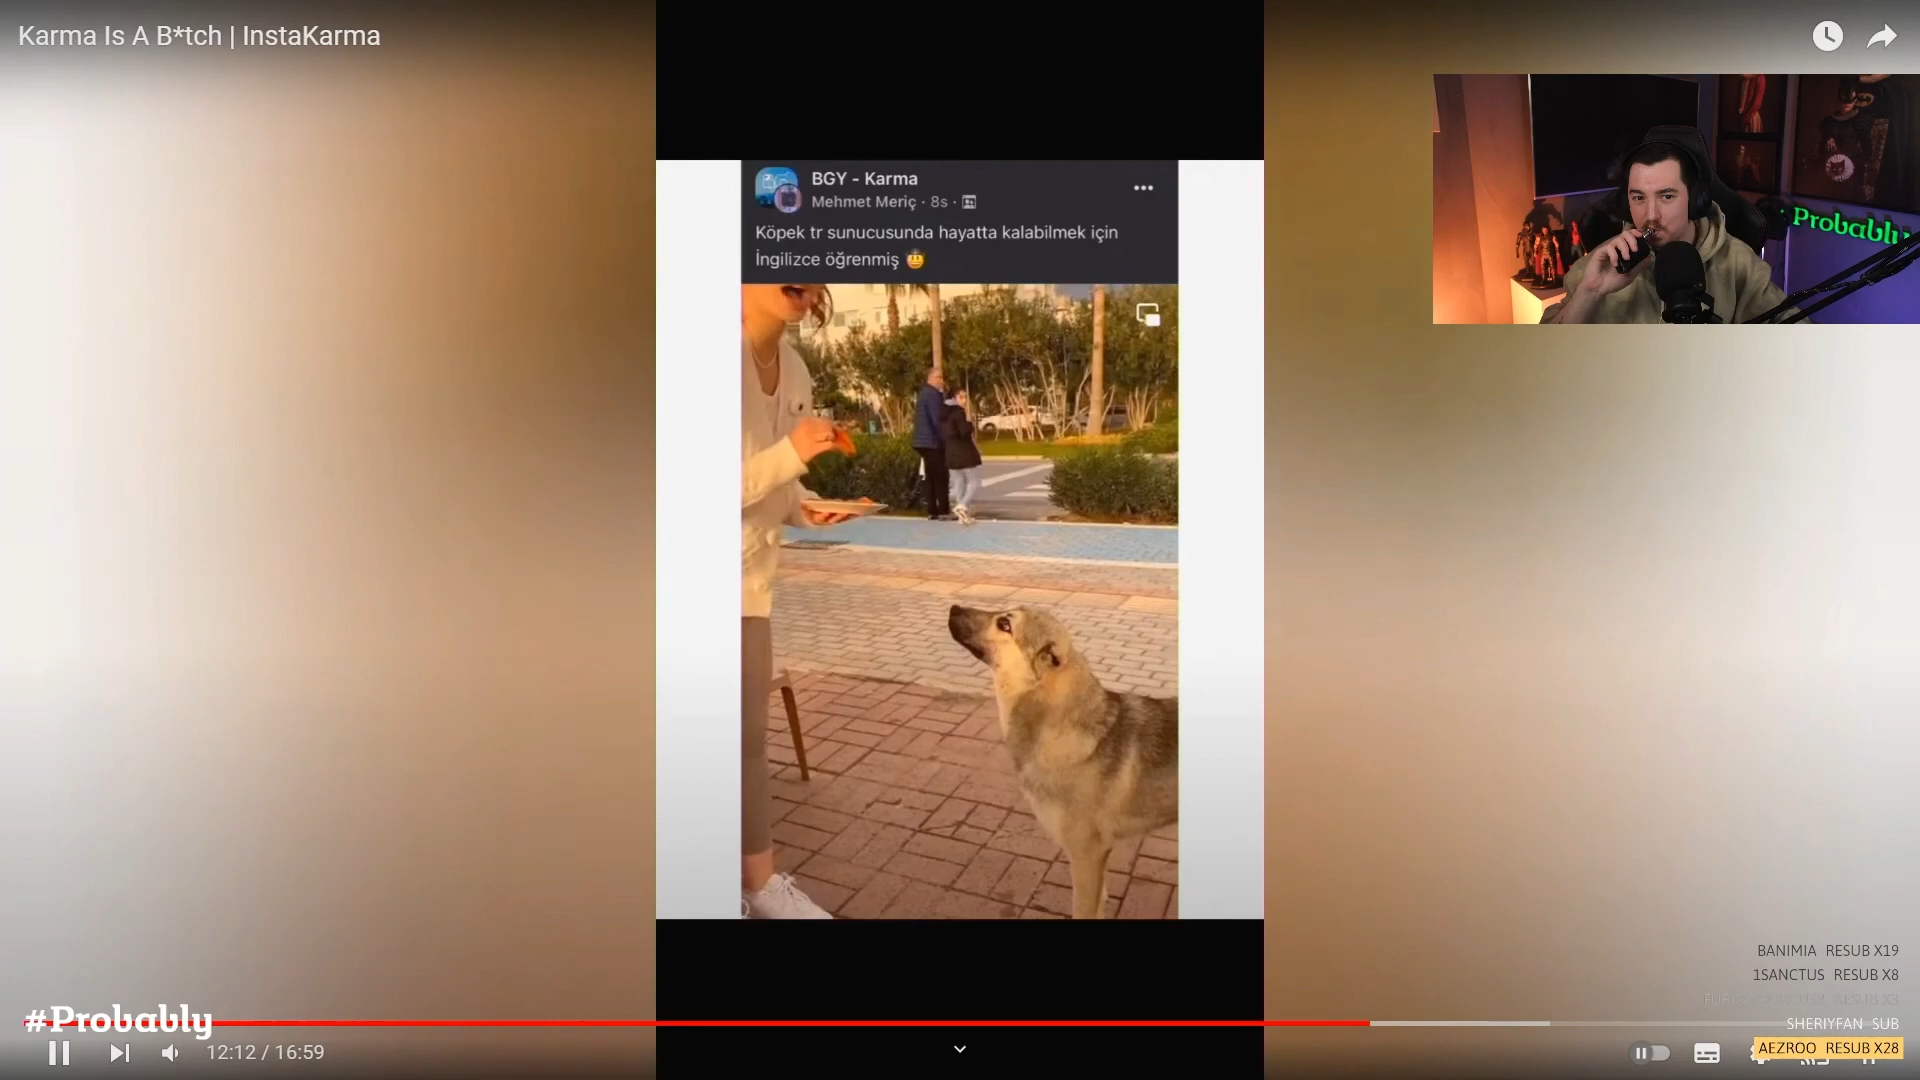 Karma Is A B*tch | InstaKarma
BGY - Karma
Mehmet Meriç · 8s ·
Köpek tr sunucusunda hayatta kalabilmek için
İngilizce öğrenmiş 🤠
Probably
BANIMIA RESUB X19
1SANCTUS RESUB X8
SHERIYFAN SUB
AEZROO RESUB X28
#Probably
12:12 / 16:59